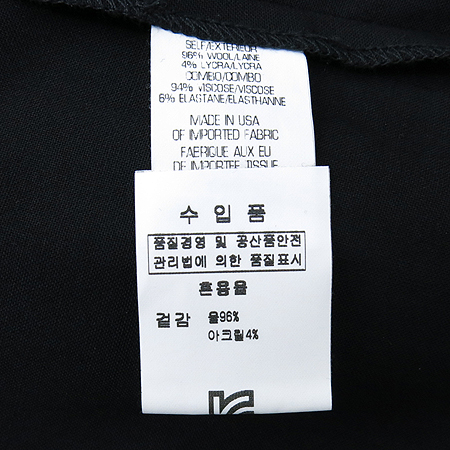 SELF/EXTERIEUR
96% WOOL/LAINE
4% LYCRA/LYCRA
COMBO/COMBO
94% VISCOSE/VISCOSE
6% ELASTANE/ELASTHANNE
MADE IN USA
OF IMPORTED FABRIC
FAERIQUE AUX EU
DE IMPORTEE TISSUE
수입품
품질경영 및 공산품안전
관리법에 의한 품질표시
혼용율
겉감 울96%
아크릴4%